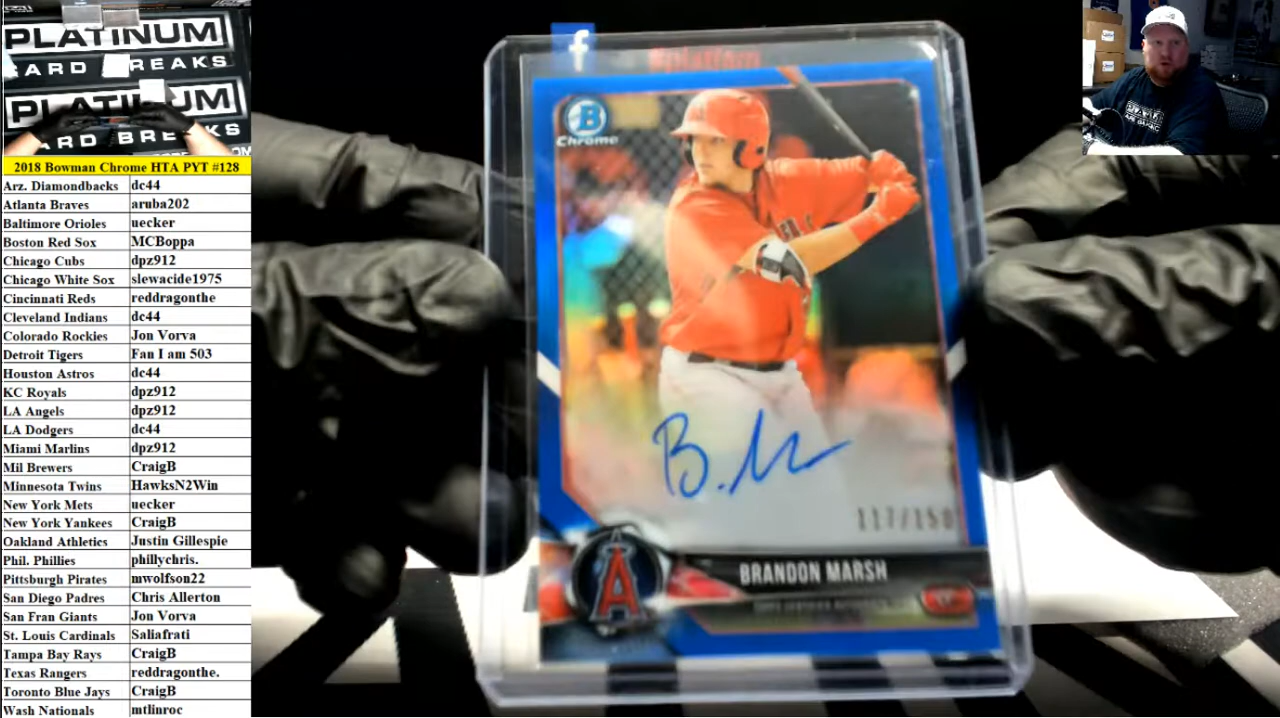 PLATINUM
CARD BREAKS
PLATINUM
CARD BREAKS
2018 Bowman Chrome HTA PYT #128
Arz. Diamondbacks dc44
Atlanta Braves aruba202
Baltimore Orioles uecker
Boston Red Sox MCBoppa
Chicago Cubs dpz912
Chicago White Sox slewacide1975
Cincinnati Reds reddragonthe
Cleveland Indians dc44
Colorado Rockies Jon Vorva
Detroit Tigers Fan I am 503
Houston Astros dc44
KC Royals dpz912
LA Angels dpz912
LA Dodgers dc44
Miami Marlins dpz912
Mil Brewers CraigB
Minnesota Twins HawksN2Win
New York Mets uecker
New York Yankees CraigB
Oakland Athletics Justin Gillespie
Phil. Phillies phillychris.
Pittsburgh Pirates mwolfson22
San Diego Padres Chris Allerton
San Fran Giants Jon Vorva
St. Louis Cardinals Saliafrati
Tampa Bay Rays CraigB
Texas Rangers reddragonthe.
Toronto Blue Jays CraigB
Wash Nationals mtlinroc
f
B
Chrome
B. M
117/150
A
BRANDON MARSH